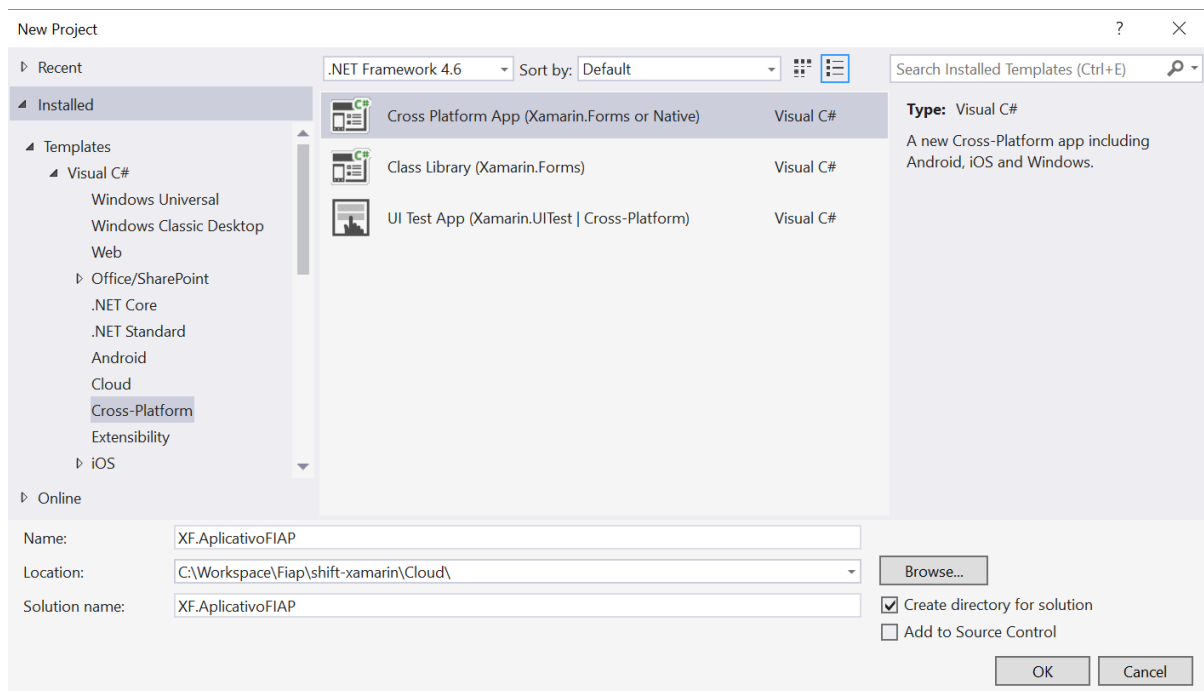 New Project
?
Recent
.NET Framework 4.6
Sort by:
Default
Search Installed Templates (Ctrl+E)
Installed
Templates
Visual C#
Windows Universal
Windows Classic Desktop
Web
Office/SharePoint
.NET Core
.NET Standard
Android
Cloud
Cross-Platform
Extensibility
iOS
Online
C#
Cross Platform App (Xamarin.Forms or Native)
Visual C#
C#
Class Library (Xamarin.Forms)
Visual C#
UI Test App (Xamarin.UITest | Cross-Platform)
Visual C#
Type: Visual C#
A new Cross-Platform app including
Android, iOS and Windows.
Name:
XF.AplicativoFIAP
Location:
C:\Workspace\Fiap\shift-xamarin\Cloud\
Browse...
Solution name:
XF.AplicativoFIAP
Create directory for solution
Add to Source Control
OK
Cancel